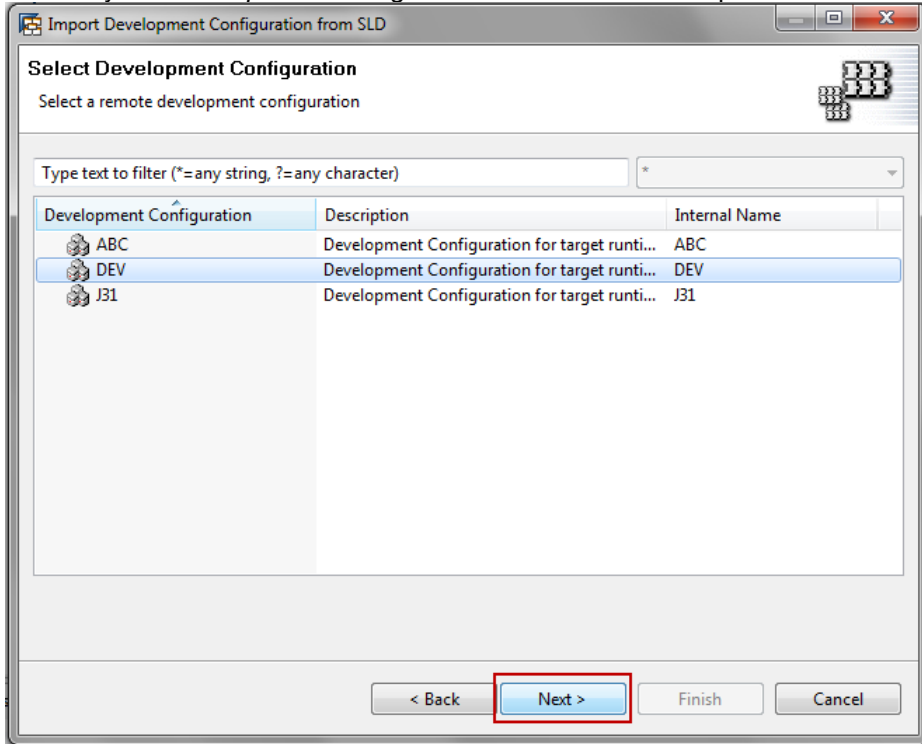 Import Development Configuration from SLD
Select Development Configuration
Select a remote development configuration
Type text to filter (*=any string, ?=any character) *
Development Configuration Description Internal Name
ABC Development Configuration for target runti... ABC
DEV Development Configuration for target runti... DEV
J31 Development Configuration for target runti... J31
< Back Next > Finish Cancel